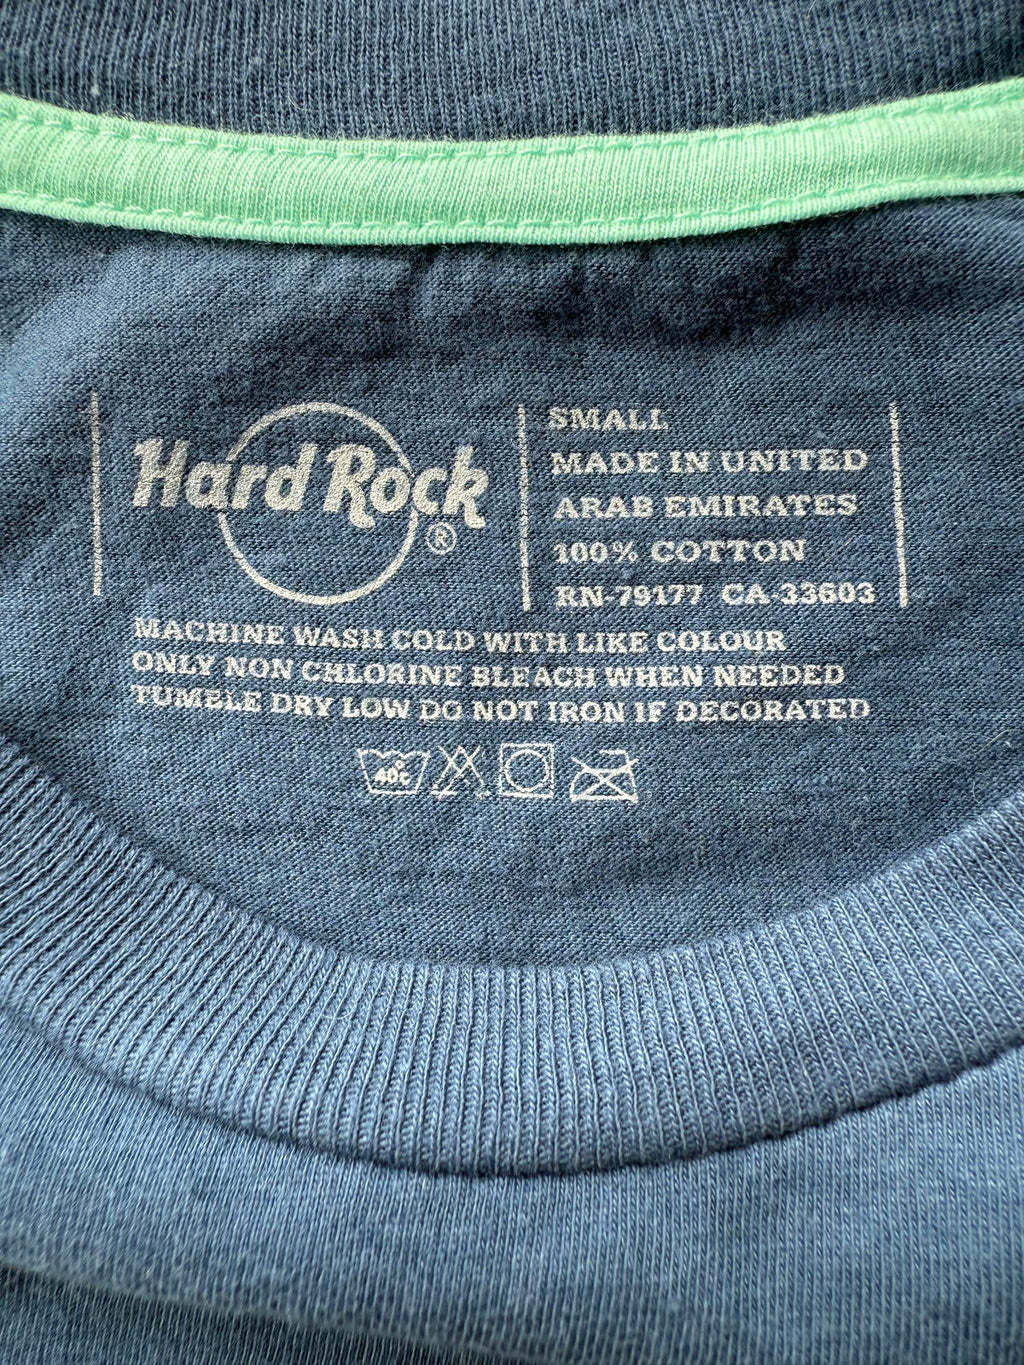 Hard Rock ®
SMALL
MADE IN UNITED
ARAB EMIRATES
100% COTTON
RN-79177 CA-33603
MACHINE WASH COLD WITH LIKE COLOUR
ONLY NON CHLORINE BLEACH WHEN NEEDED
TUMBLE DRY LOW DO NOT IRON IF DECORATED
40°c